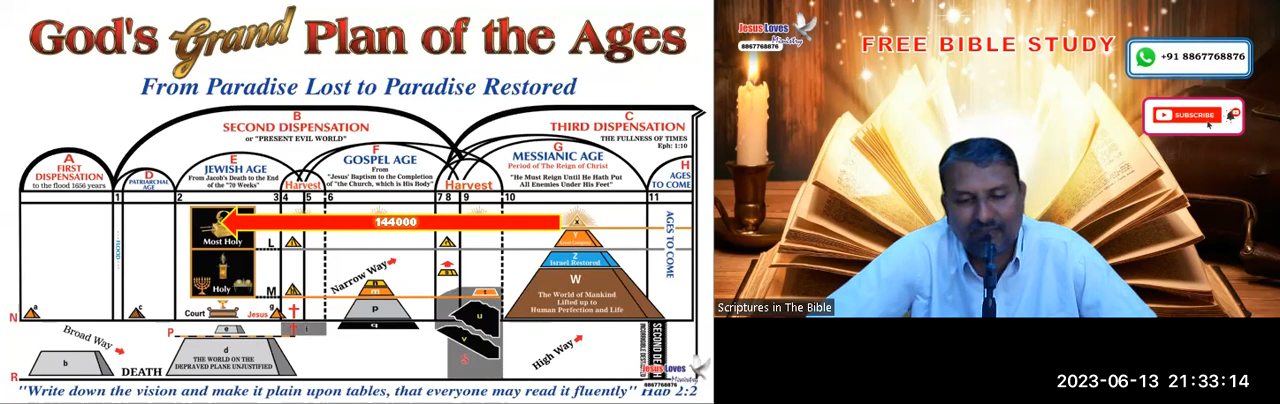 God's Grand Plan of the Ages
From Paradise Lost to Paradise Restored
A
FIRST
DISPENSATION
to the flood 1656 years
B
SECOND DISPENSATION
or "PRESENT EVIL WORLD"
C
THIRD DISPENSATION
THE FULLNESS OF TIMES
Eph: 1:10
D
PATRIARCHAL
AGE
E
JEWISH AGE
From Jacob's Death to the End
of the "70 Weeks"
Harvest
F
GOSPEL AGE
From
"Jesus' Baptism to the Completion
of "the Church, which is His Body"
Harvest
G
MESSIANIC AGE
Period of The Reign of Christ
"He Must Reign Until He Hath Put
All Enemies Under His Feet"
H
AGES
TO COME
1 2 3 4 5 6 7 8 9 10 11
144000
Most Holy
Holy
Court
Jesus
L
M
N
P
R
FLOOD
a
c
g
e
b
d
THE WORLD ON THE
DEPRAVED PLANE UNJUSTIFIED
Broad Way
DEATH
Narrow Way
n
m
p
q
t
u
v
High Way
x
Z
Israel Restored
W
The World of Mankind
Lifted up to
Human Perfection and Life
AGES TO COME
"Write down the vision and make it plain upon tables, that everyone may read it fluently" Hab 2:2
Jesus Loves
Ministry
8867768876
Jesus Loves
Ministry
8867768876
FREE BIBLE STUDY
+91 8867768876
SUBSCRIBE
Scriptures in The Bible
2023-06-13 21:33:14